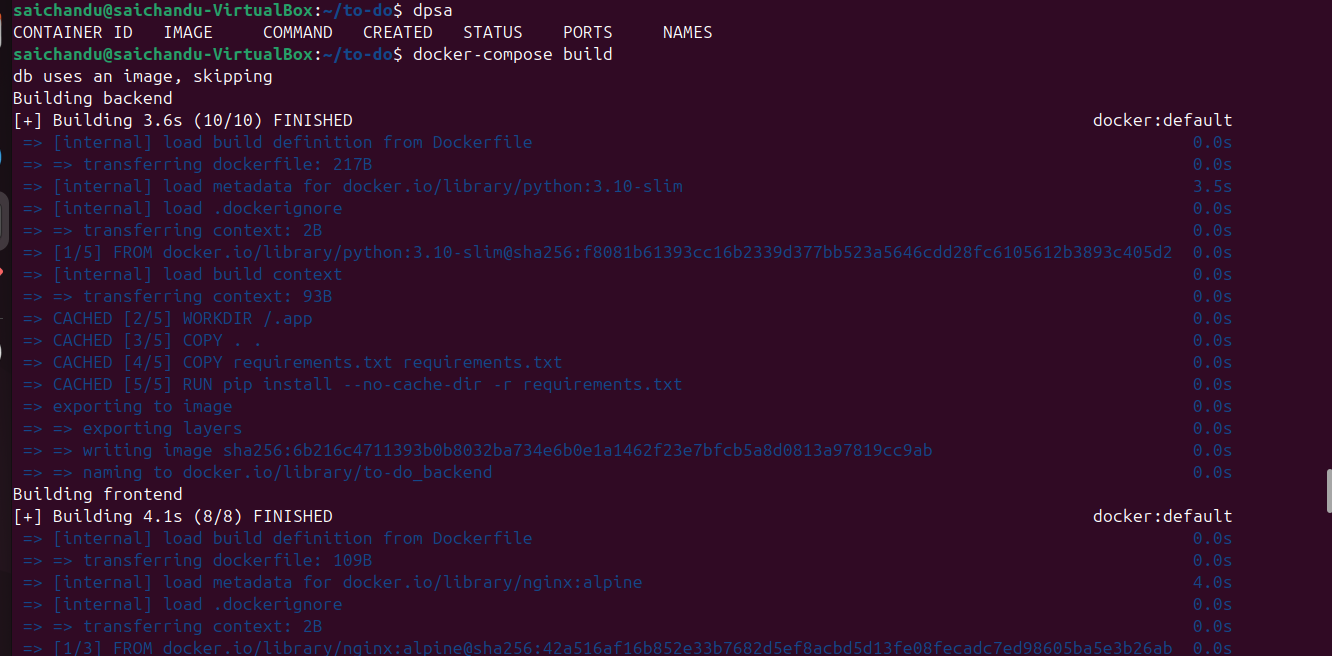 saichandu@saichandu-VirtualBox:~/to-do$ dpsa
CONTAINER ID   IMAGE     COMMAND   CREATED   STATUS    PORTS     NAMES
saichandu@saichandu-VirtualBox:~/to-do$ docker-compose build
db uses an image, skipping
Building backend
[+] Building 3.6s (10/10) FINISHED docker:default
=> [internal] load build definition from Dockerfile 0.0s
=> => transferring dockerfile: 217B 0.0s
=> [internal] load metadata for docker.io/library/python:3.10-slim 3.5s
=> [internal] load .dockerignore 0.0s
=> => transferring context: 2B 0.0s
=> [1/5] FROM docker.io/library/python:3.10-slim@sha256:f8081b61393cc16b2339d377bb523a5646cdd28fc6105612b3893c405d2 0.0s
=> [internal] load build context 0.0s
=> => transferring context: 93B 0.0s
=> CACHED [2/5] WORKDIR /.app 0.0s
=> CACHED [3/5] COPY . . 0.0s
=> CACHED [4/5] COPY requirements.txt requirements.txt 0.0s
=> CACHED [5/5] RUN pip install --no-cache-dir -r requirements.txt 0.0s
=> exporting to image 0.0s
=> => exporting layers 0.0s
=> => writing image sha256:6b216c4711393b0b8032ba734e6b0e1a1462f23e7bfcb5a8d0813a97819cc9ab 0.0s
=> => naming to docker.io/library/to-do_backend 0.0s
Building frontend
[+] Building 4.1s (8/8) FINISHED docker:default
=> [internal] load build definition from Dockerfile 0.0s
=> => transferring dockerfile: 109B 0.0s
=> [internal] load metadata for docker.io/library/nginx:alpine 4.0s
=> [internal] load .dockerignore 0.0s
=> => transferring context: 2B 0.0s
=> [1/3] FROM docker.io/library/nginx:alpine@sha256:42a516af16b852e33b7682d5ef8acbd5d13fe08fecadc7ed98605ba5e3b26ab 0.0s